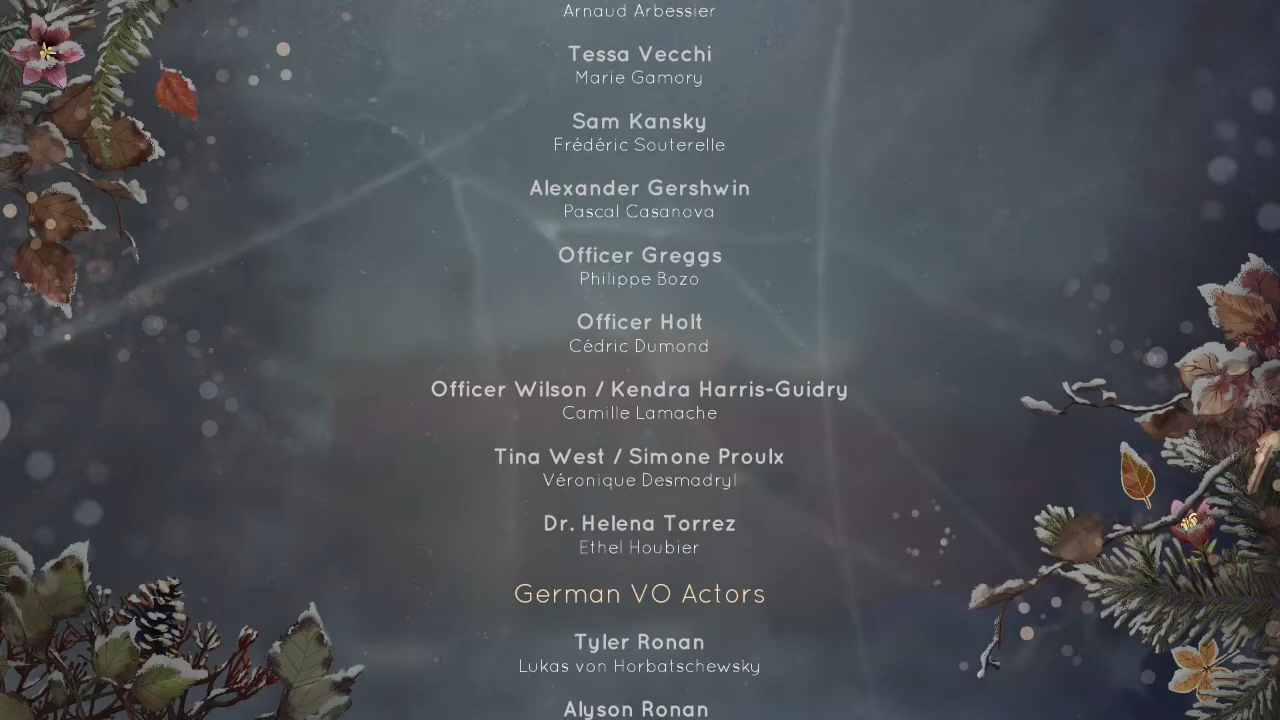 Arnaud Arbessier
Tessa Vecchi
Marie Gamory
Sam Kansky
Frédéric Souterelle
Alexander Gershwin
Pascal Casanova
Officer Greggs
Philippe Bozo
Officer Holt
Cédric Dumond
Officer Wilson / Kendra Harris-Guidry
Camille Lamache
Tina West / Simone Proulx
Véronique Desmadryl
Dr. Helena Torrez
Ethel Houbier
German VO Actors
Tyler Ronan
Lukas von Horbatschewsky
Alyson Ronan